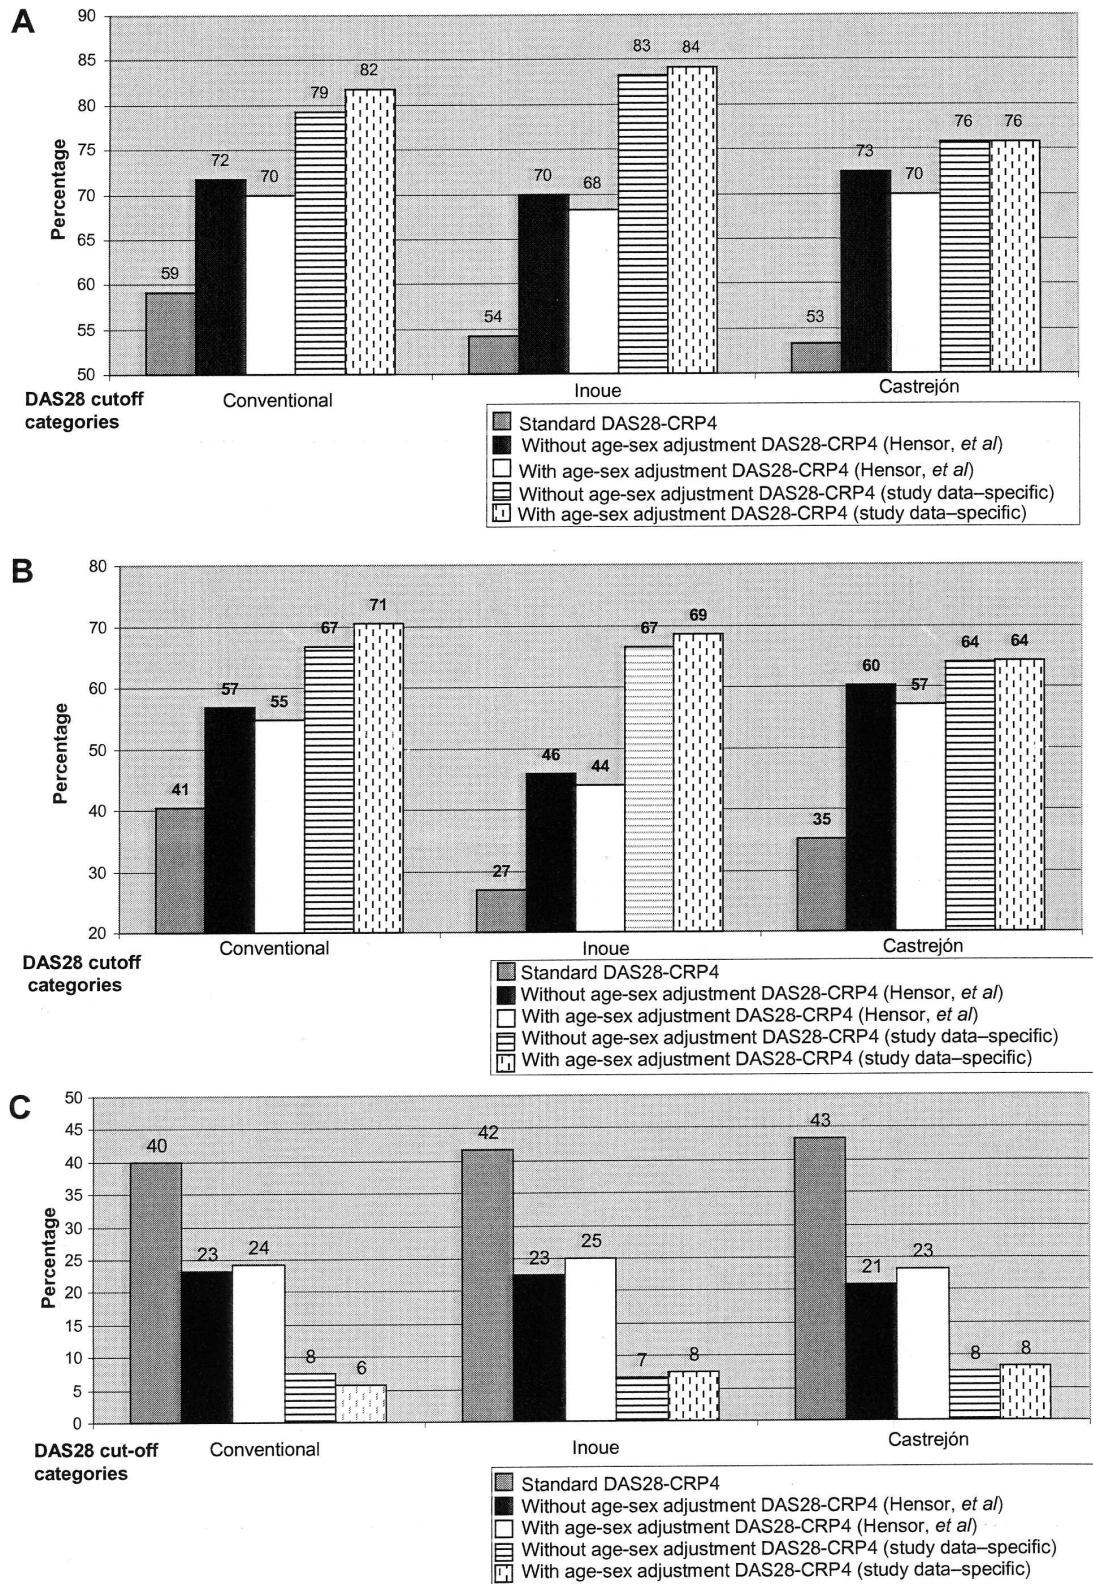 A
90
85
80
75
70
65
60
55
50
Percentage
59
72
70
79
82
54
70
68
83
84
53
73
70
76
76
DAS28 cutoff
categories
Conventional
Inoue
Castrejón
Standard DAS28-CRP4
Without age-sex adjustment DAS28-CRP4 (Hensor, et al)
With age-sex adjustment DAS28-CRP4 (Hensor, et al)
Without age-sex adjustment DAS28-CRP4 (study data–specific)
With age-sex adjustment DAS28-CRP4 (study data–specific)
B
80
70
60
50
40
30
20
Percentage
41
57
55
67
71
27
46
44
67
69
35
60
57
64
64
DAS28 cutoff
categories
Conventional
Inoue
Castrejón
Standard DAS28-CRP4
Without age-sex adjustment DAS28-CRP4 (Hensor, et al)
With age-sex adjustment DAS28-CRP4 (Hensor, et al)
Without age-sex adjustment DAS28-CRP4 (study data–specific)
With age-sex adjustment DAS28-CRP4 (study data–specific)
C
50
45
40
35
30
25
20
15
10
5
0
Percentage
40
23
24
8
6
42
23
25
7
8
43
21
23
8
8
DAS28 cut-off
categories
Conventional
Inoue
Castrejón
Standard DAS28-CRP4
Without age-sex adjustment DAS28-CRP4 (Hensor, et al)
With age-sex adjustment DAS28-CRP4 (Hensor, et al)
Without age-sex adjustment DAS28-CRP4 (study data–specific)
With age-sex adjustment DAS28-CRP4 (study data–specific)